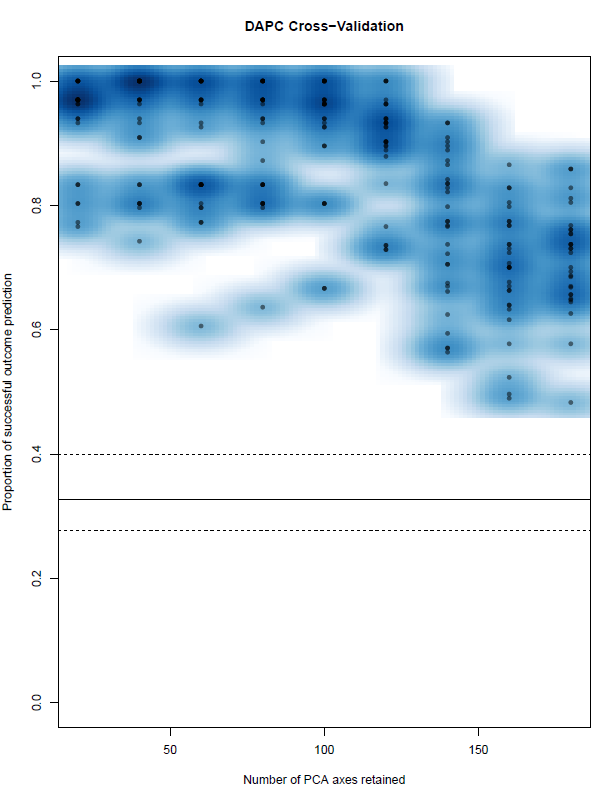 DAPC Cross−Validation
Proportion of successful outcome prediction
1.0
0.8
0.6
0.4
0.2
0.0
50 100 150
Number of PCA axes retained